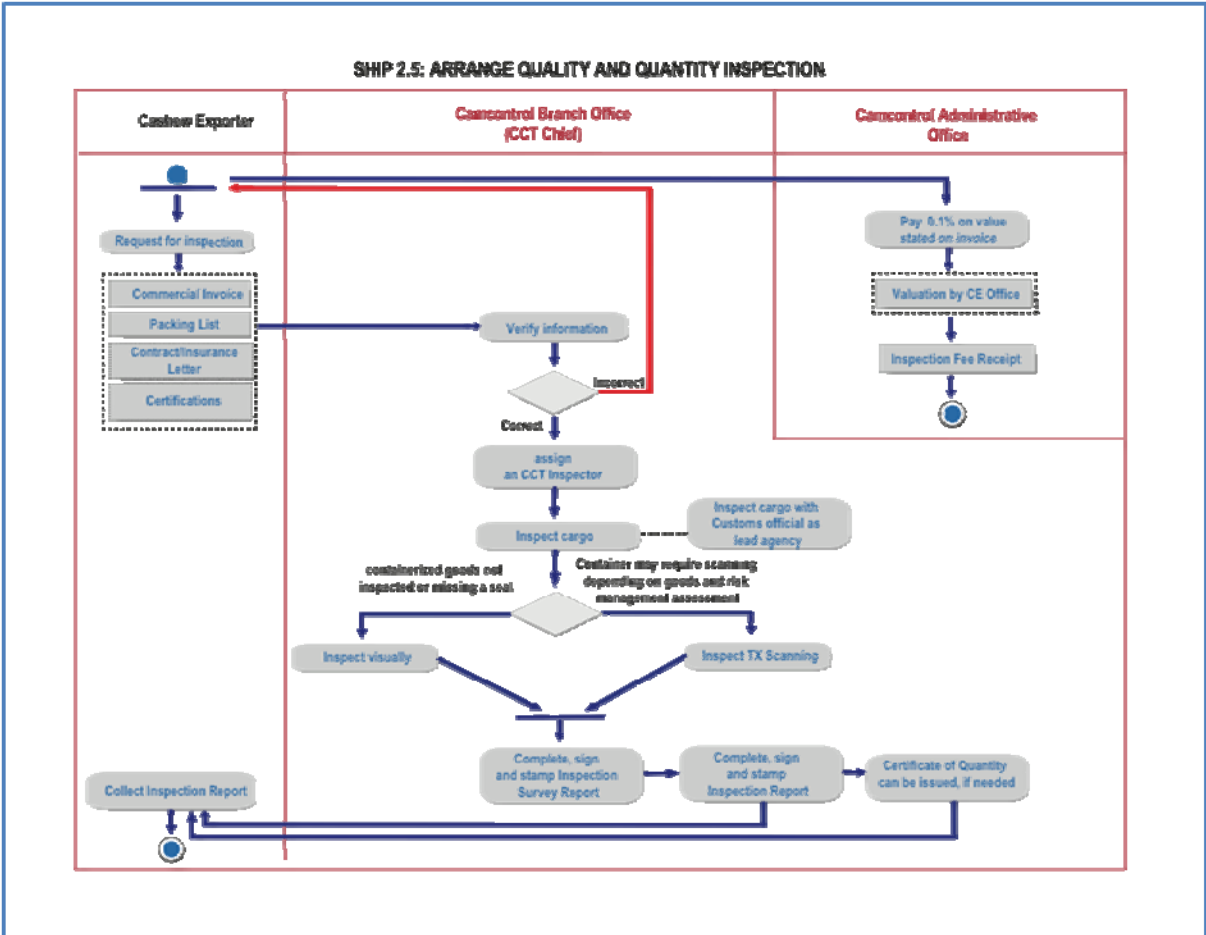 SHIP 2.5: ARRANGE QUALITY AND QUANTITY INSPECTION
Cashew Exporter
Camcontrol Branch Office
(CCT Chief)
Camcontrol Administrative
Office
Request for inspection
Commercial Invoice
Packing List
Contract/Insurance
Letter
Certifications
Verify information
Incorrect
Correct
assign
an CCT Inspector
Inspect cargo
Inspect cargo with
Customs official as
lead agency
containerized goods not
inspected or missing a seal
Container may require scanning
depending on goods and risk
management assessment
Inspect visually
Inspect TX Scanning
Complete, sign
and stamp Inspection
Survey Report
Complete, sign
and stamp
Inspection Report
Certificate of Quantity
can be issued, if needed
Collect Inspection Report
Pay 0.1% on value
stated on invoice
Valuation by CE Office
Inspection Fee Receipt